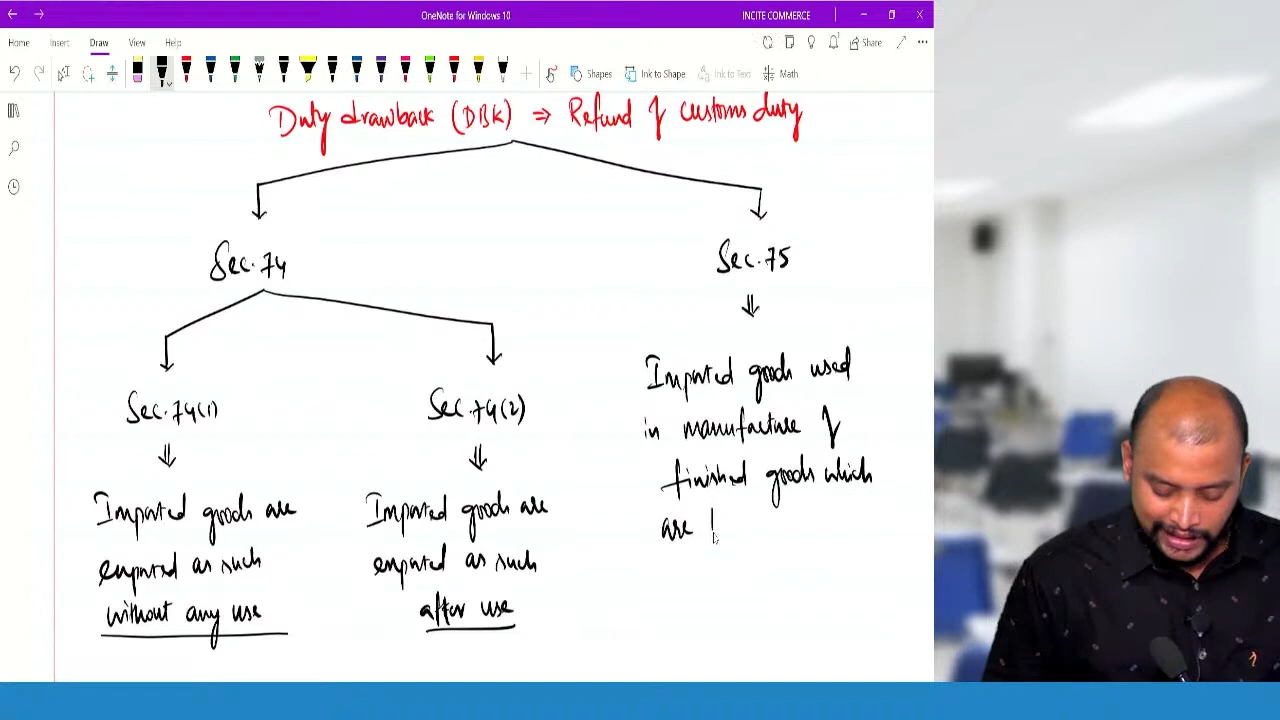 OneNote for Windows 10
INCITE COMMERCE
Home Insert Draw View Help
Share
Shapes Ink to Shape Ink to Text Math
Duty drawback (DBK) ⇒ Refund of customs duty
Sec.74
Sec.75
Sec.74(1)
Sec.74(2)
Imported goods are
exported as such
without any use
Imported goods are
exported as such
after use
Imported goods used
in manufacture of
finished goods which
are